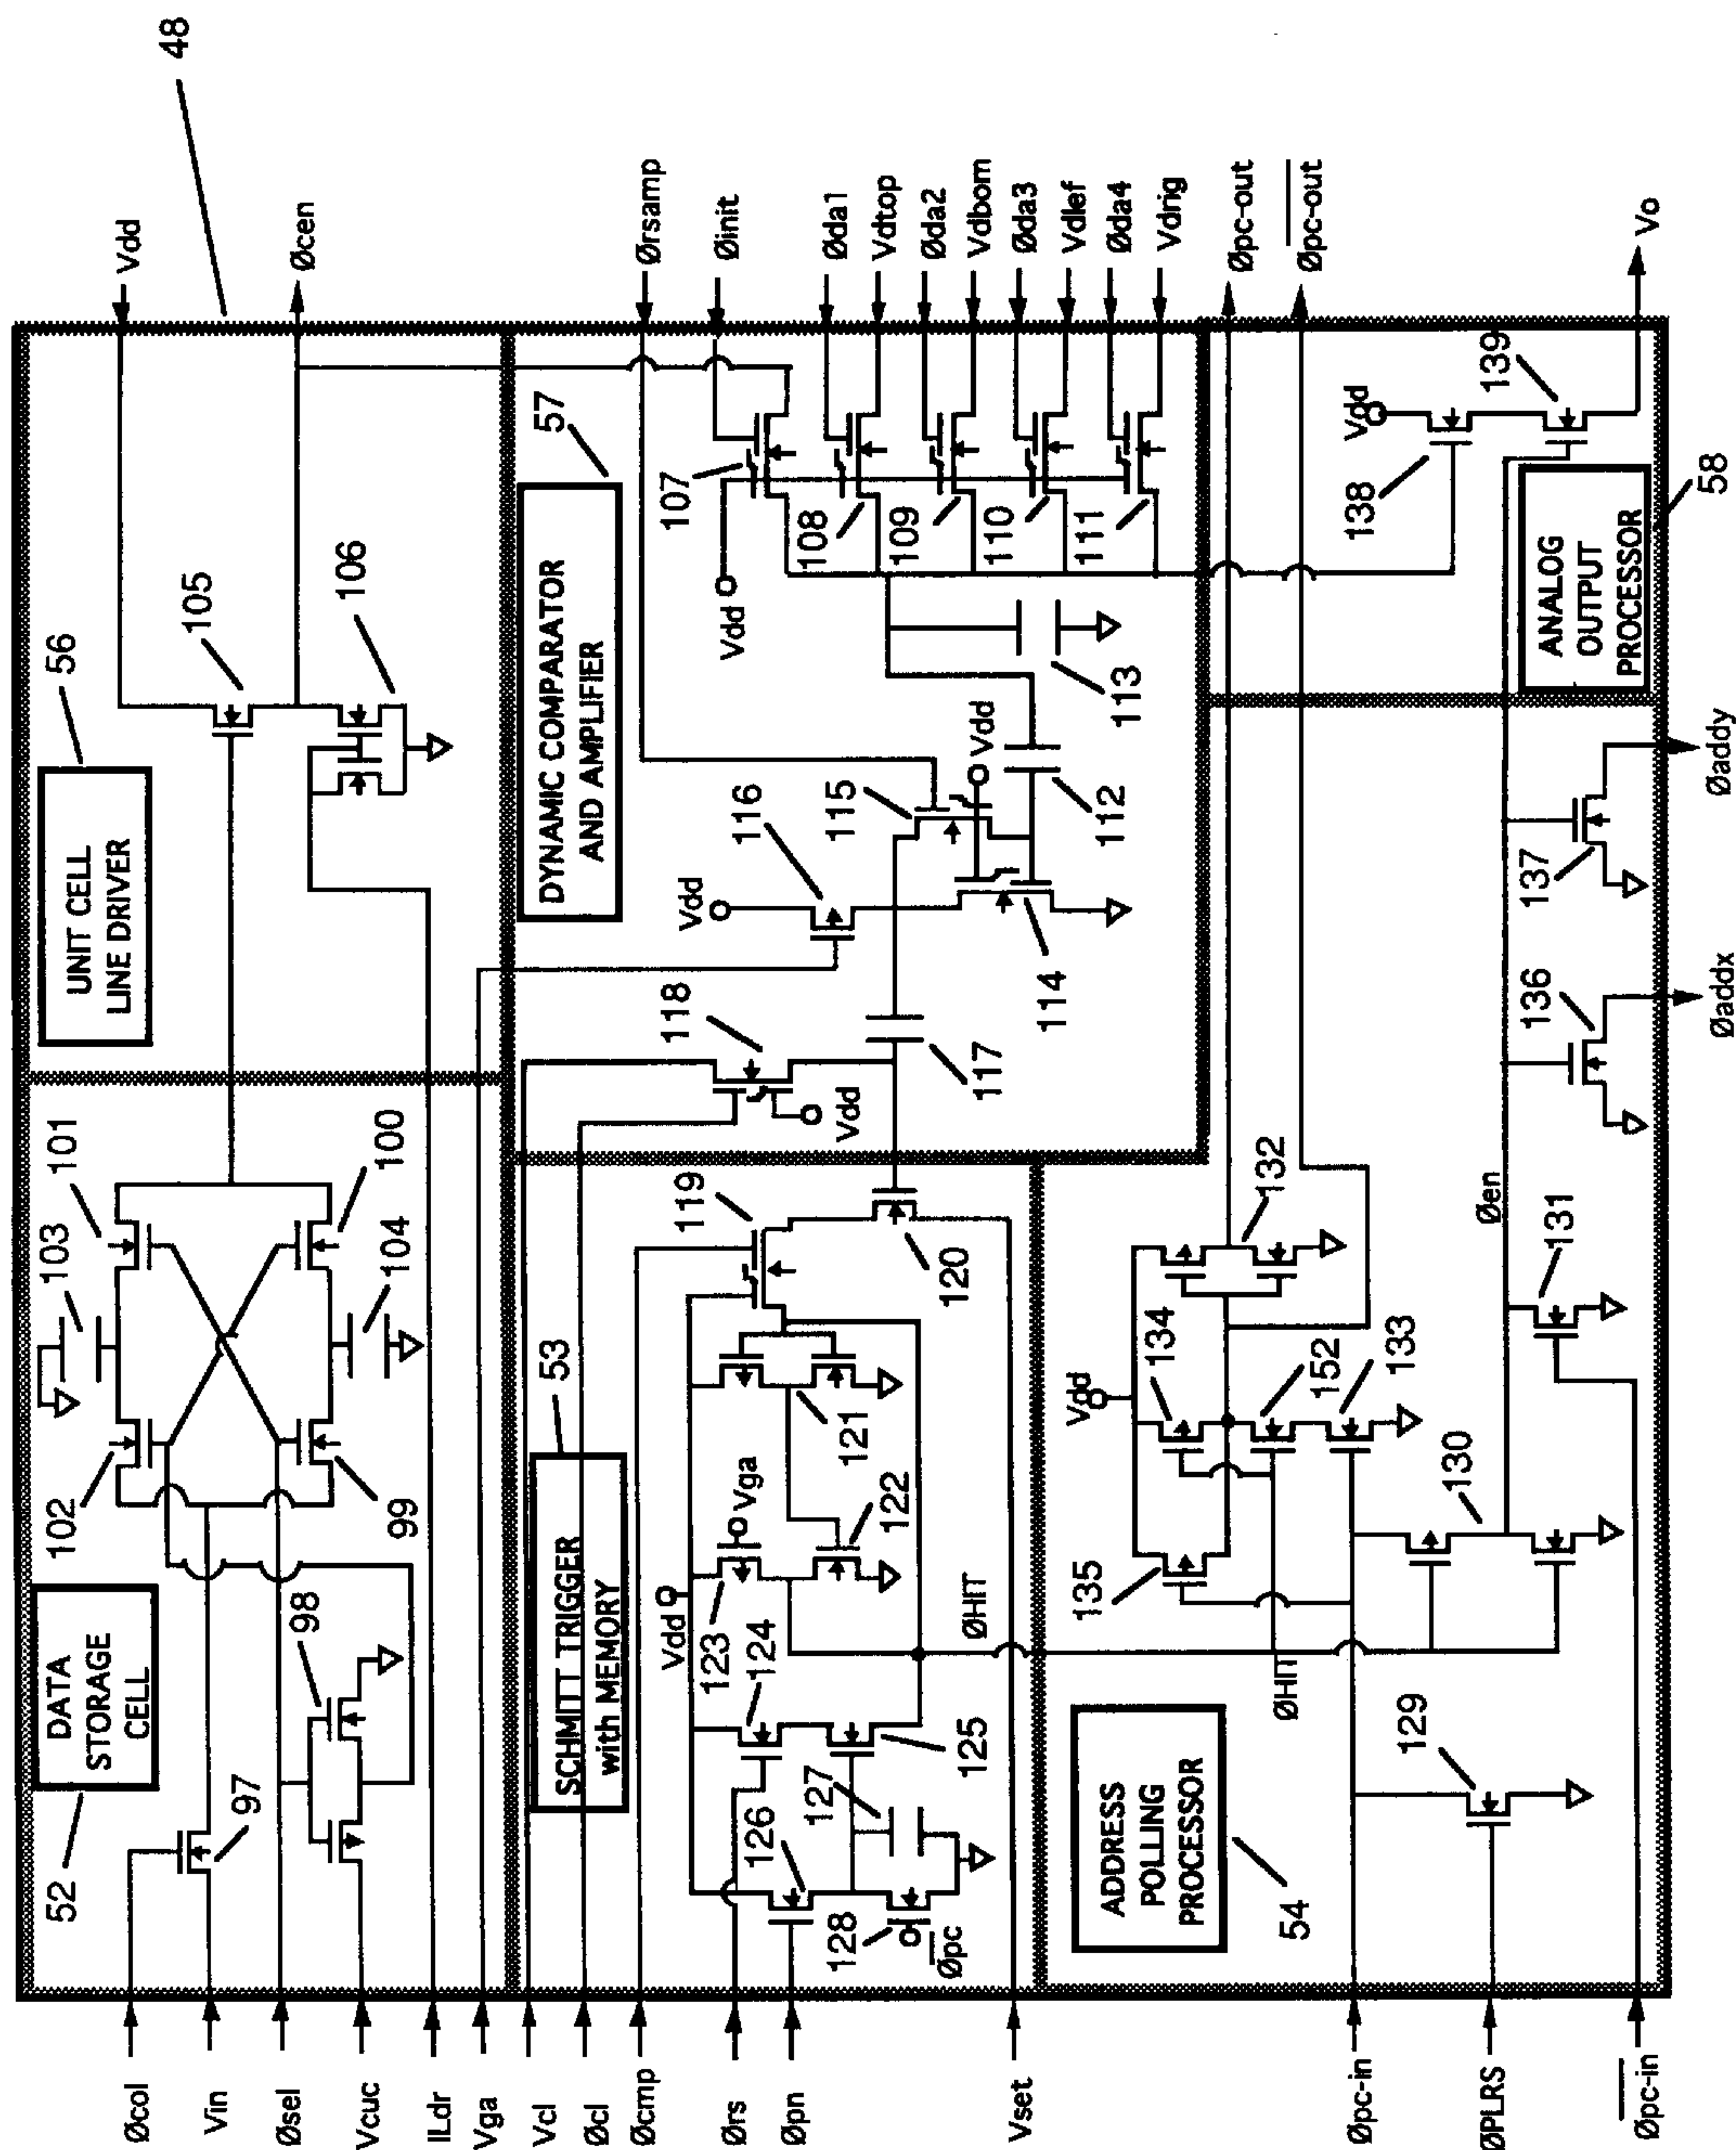 48
Vdd
Øcen
Ørsamp
Øinit
Øda1
Vdtop
Øda2
Vdbom
Øda3
Vdlef
Øda4
Vdrig
Øpc-out
Øpc-out
Vo
56
UNIT CELL
LINE DRIVER
105
106
57
DYNAMIC COMPARATOR
AND AMPLIFIER
107
108
109
110
111
Vdd
113
112
Vdd
115
116
Vdd
114
117
118
Vdd
Vdd
138
139
ANALOG
OUTPUT
PROCESSOR
58
101
103
104
100
102
99
DATA
STORAGE
CELL
52
97
98
53
SCHMITT TRIGGER
with MEMORY
119
120
121
Vga
122
123
Vdd
124
125
126
127
128
Øpc
ØHIT
132
134
Vdd
152
133
135
130
131
Øen
ØHIT
129
ADDRESS
POLLING
PROCESSOR
54
136
137
Øaddx
Øaddy
Øcol
Vin
Øsel
Vcuc
ILdr
Vga
Vcl
Øcl
Øcmp
Ørs
Øpn
Vset
Øpc-in
ØPLRS
Øpc-in